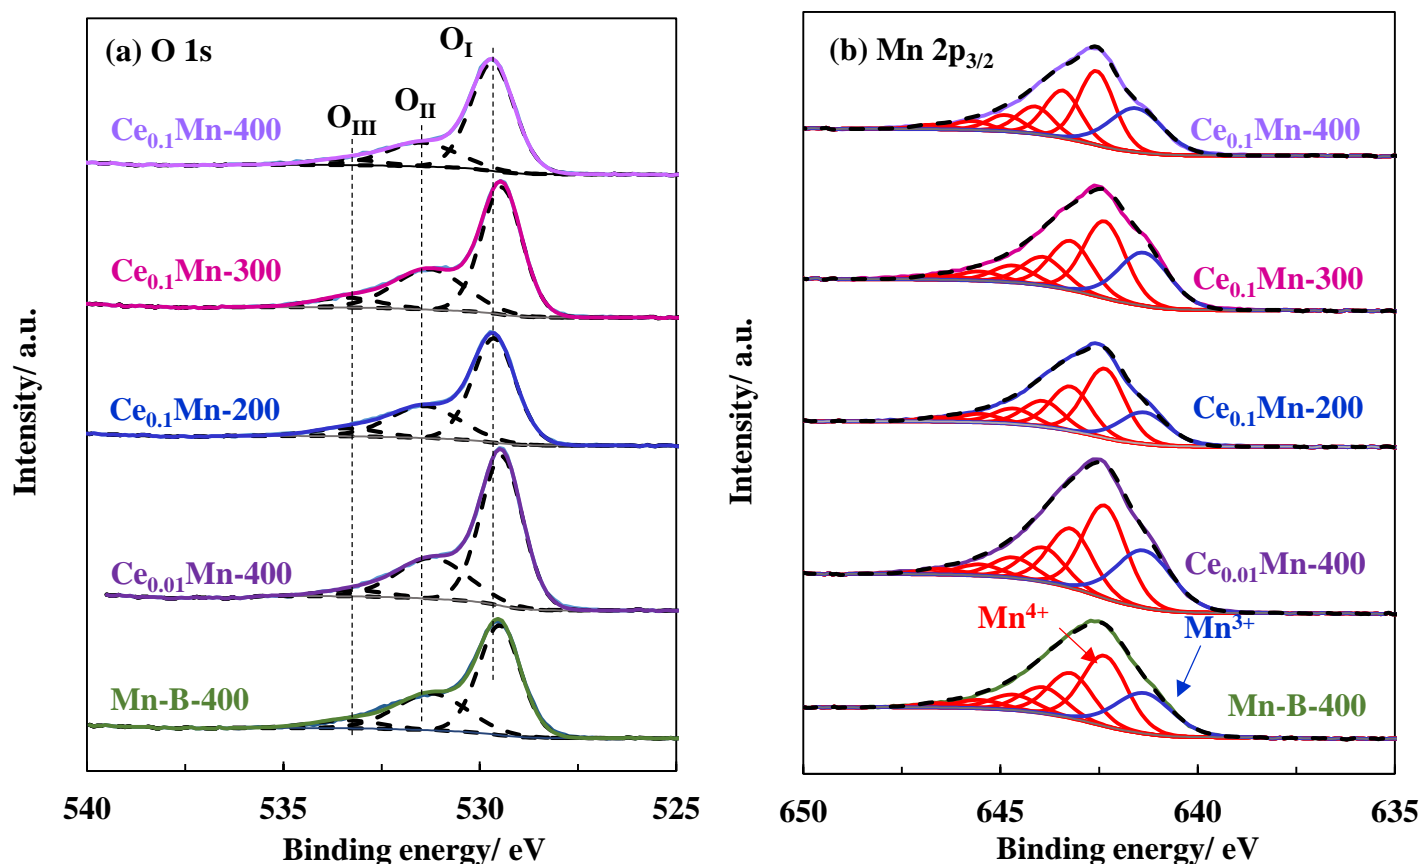 (a) O 1s
O_I
O_II
O_III
Ce_0.1Mn-400
Ce_0.1Mn-300
Ce_0.1Mn-200
Ce_0.01Mn-400
Mn-B-400
Intensity/ a.u.
540 535 530 525
Binding energy/ eV
(b) Mn 2p_3/2
Ce_0.1Mn-400
Ce_0.1Mn-300
Ce_0.1Mn-200
Ce_0.01Mn-400
Mn^4+ Mn^3+
Mn-B-400
Intensity/ a.u.
650 645 640 635
Binding energy/ eV